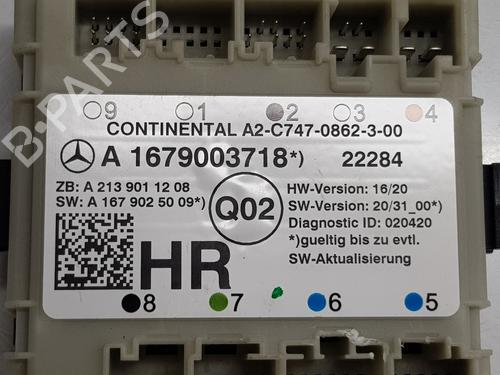 9 1 2 3 4
CONTINENTAL A2-C747-0862-3-00
A 1679003718*) 22284
ZB: A 213 901 12 08
SW: A 167 902 50 09*)
Q02
HW-Version: 16/20
SW-Version: 20/31_00*)
Diagnostic ID: 020420
*)gueltig bis zu evtl.
SW-Aktualisierung
HR
8 7 6 5
B-PARTS